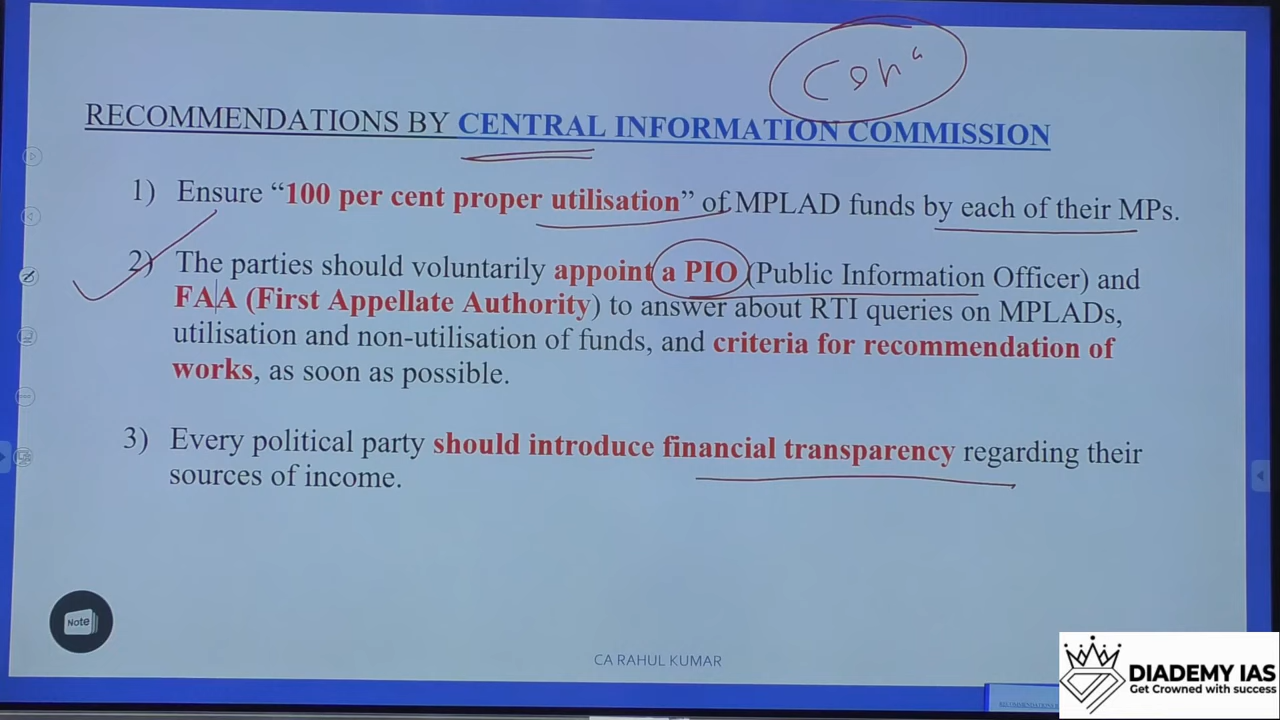 RECOMMENDATIONS BY CENTRAL INFORMATION COMMISSION
1) Ensure “100 per cent proper utilisation” of MPLAD funds by each of their MPs.
2) The parties should voluntarily appoint a PIO (Public Information Officer) and
FAA (First Appellate Authority) to answer about RTI queries on MPLADs,
utilisation and non-utilisation of funds, and criteria for recommendation of
works, as soon as possible.
3) Every political party should introduce financial transparency regarding their
sources of income.
Note
CA RAHUL KUMAR
DIADEMY IAS
Get Crowned with success